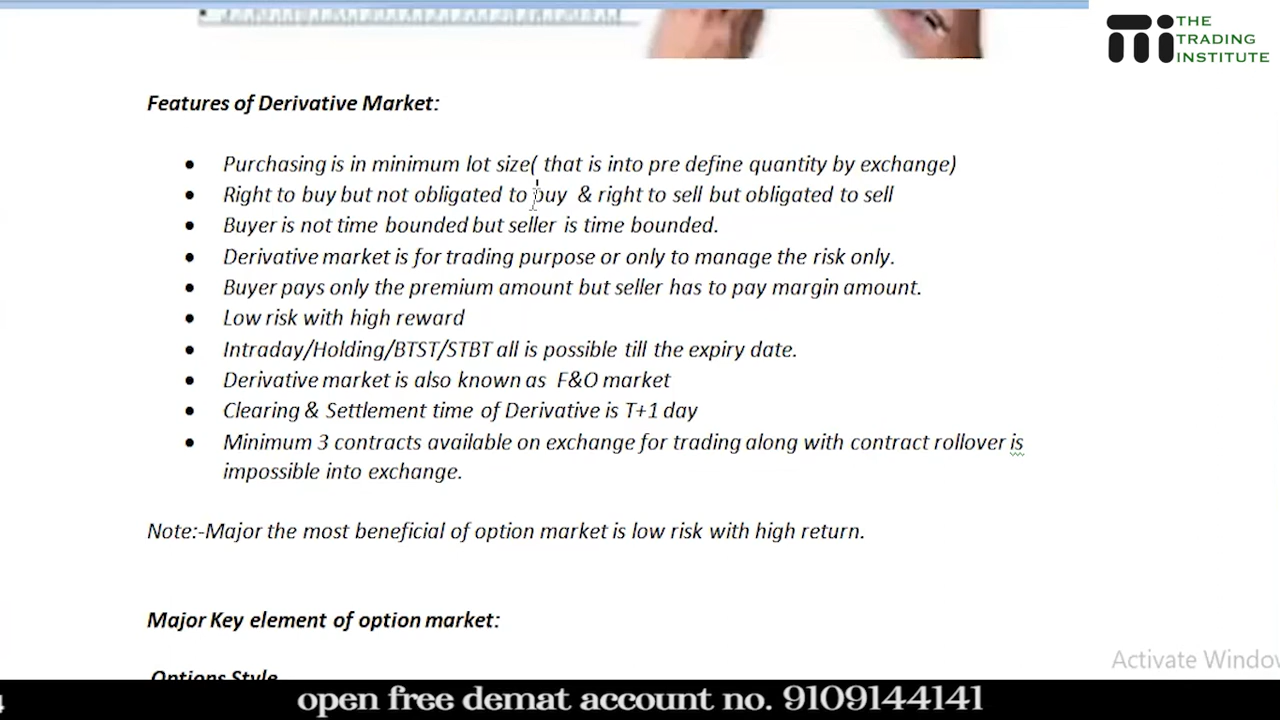 THE
TRADING
INSTITUTE
Features of Derivative Market:
Purchasing is in minimum lot size( that is into pre define quantity by exchange)
Right to buy but not obligated to buy & right to sell but obligated to sell
Buyer is not time bounded but seller is time bounded.
Derivative market is for trading purpose or only to manage the risk only.
Buyer pays only the premium amount but seller has to pay margin amount.
Low risk with high reward
Intraday/Holding/BTST/STBT all is possible till the expiry date.
Derivative market is also known as F&O market
Clearing & Settlement time of Derivative is T+1 day
Minimum 3 contracts available on exchange for trading along with contract rollover is
impossible into exchange.
Note:-Major the most beneficial of option market is low risk with high return.
Major Key element of option market:
Activate Windo
Options Style
open free demat account no. 9109144141